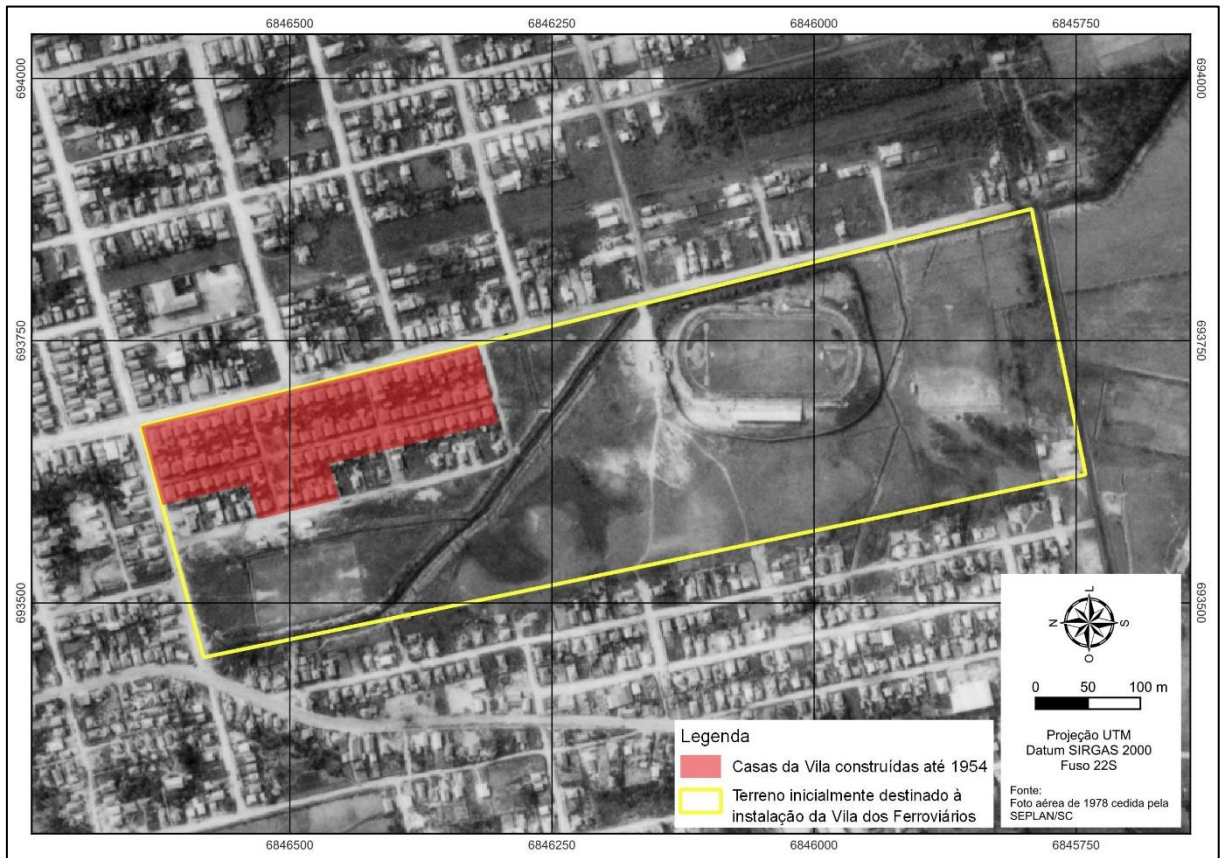 6846500 6846250 6846000 6845750
694000 694000
693750 693750
693500 693500
L
N S
O
0 50 100 m
Projeção UTM
Datum SIRGAS 2000
Fuso 22S
Fonte:
Foto aérea de 1978 cedida pela
SEPLAN/SC
Legenda
Casas da Vila construídas até 1954
Terreno inicialmente destinado à
instalação da Vila dos Ferroviários
6846500 6846250 6846000 6845750